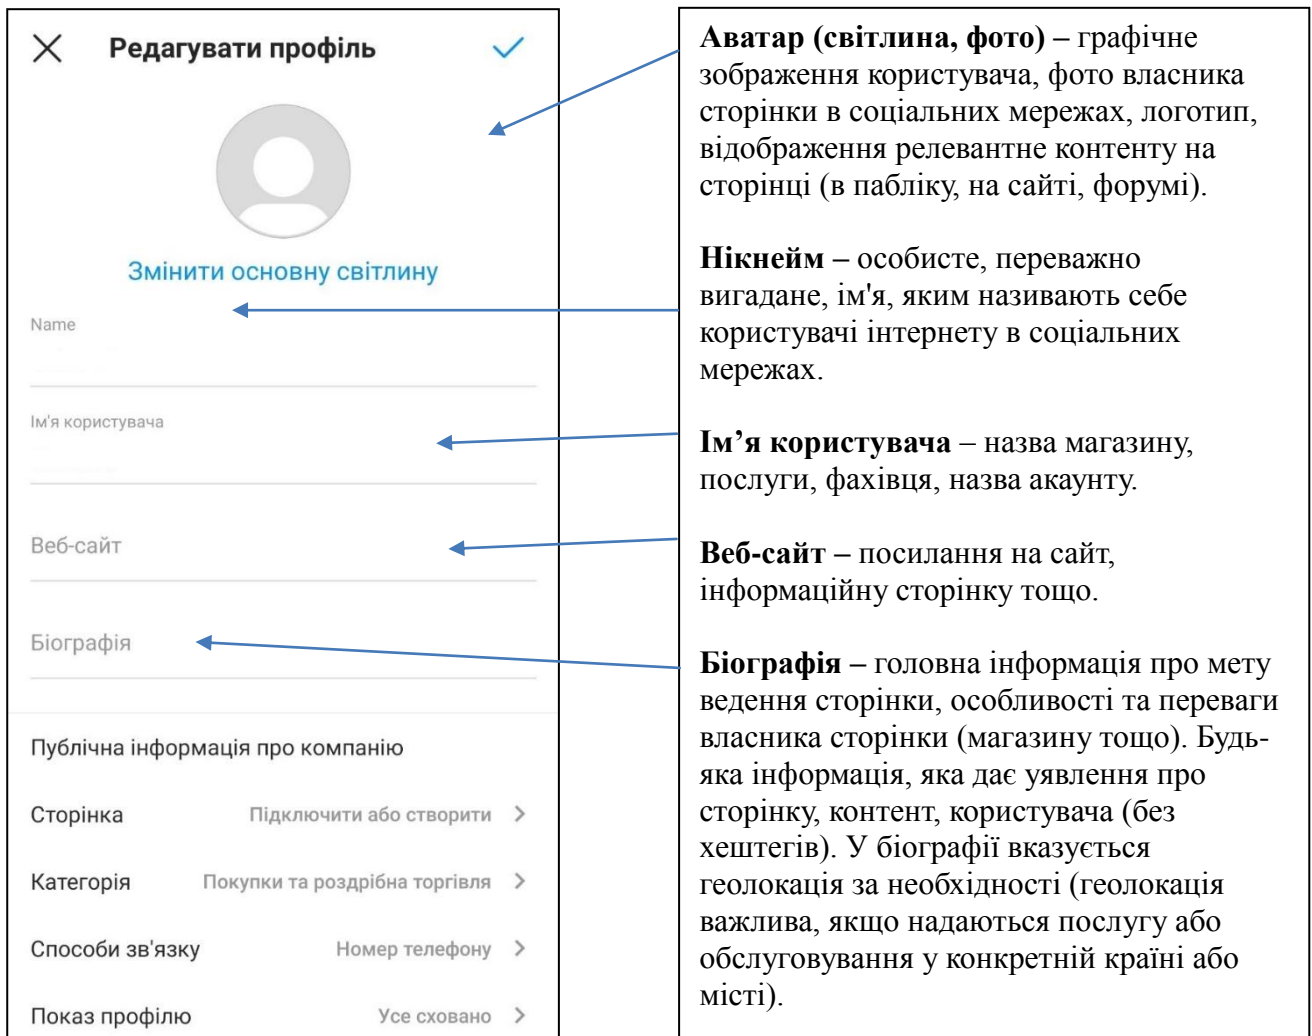 Редагувати профіль
Змінити основну світлину
Name
Ім'я користувача
Веб-сайт
Біографія
Публічна інформація про компанію
Сторінка Підключити або створити
Категорія Покупки та роздрібна торгівля
Способи зв'язку Номер телефону
Показ профілю Усе сховано
Аватар (світлина, фото) – графічне
зображення користувача, фото власника
сторінки в соціальних мережах, логотип,
відображення релевантне контенту на
сторінці (в пабліку, на сайті, форумі).
Нікнейм – особисте, переважно
вигадане, ім'я, яким називають себе
користувачі інтернету в соціальних
мережах.
Ім’я користувача – назва магазину,
послуги, фахівця, назва акаунту.
Веб-сайт – посилання на сайт,
інформаційну сторінку тощо.
Біографія – головна інформація про мету
ведення сторінки, особливості та переваги
власника сторінки (магазину тощо). Будь-
яка інформація, яка дає уявлення про
сторінку, контент, користувача (без
хештегів). У біографії вказується
геолокація за необхідності (геолокація
важлива, якщо надаються послугу або
обслуговування у конкретній країні або
місті).